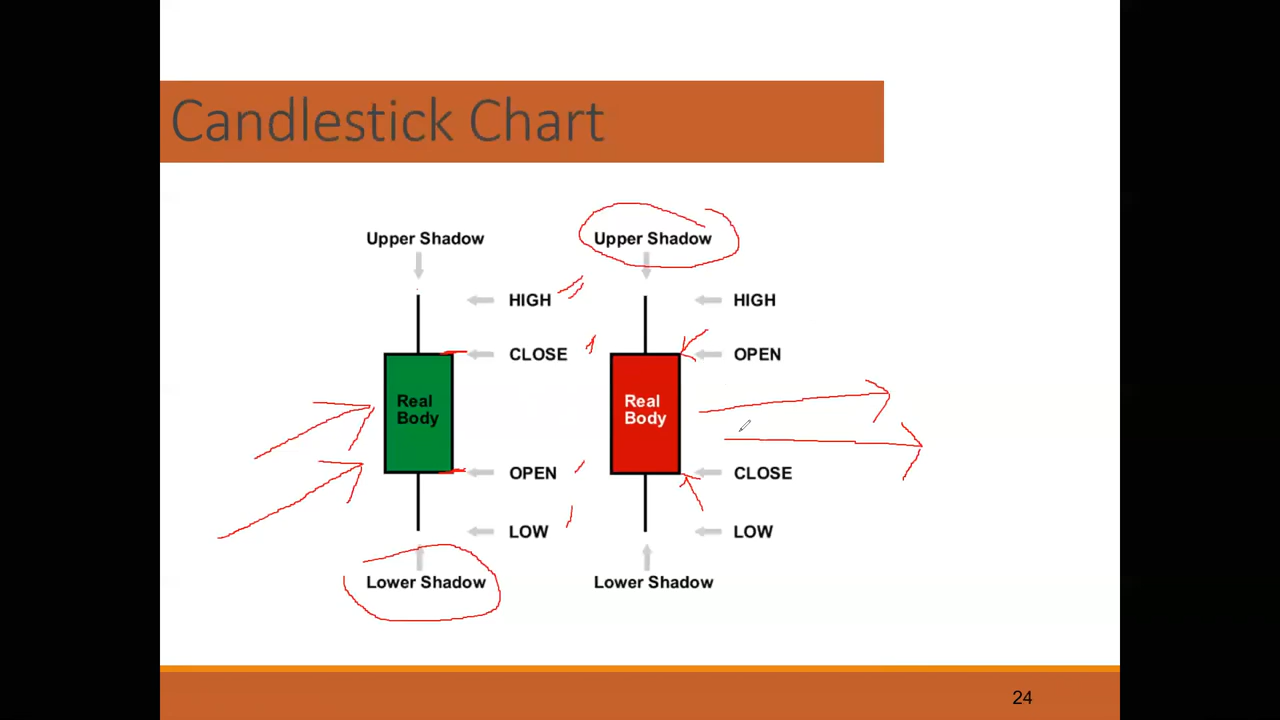 Candlestick Chart
Upper Shadow
Upper Shadow
HIGH
HIGH
CLOSE
OPEN
Real
Body
Real
Body
OPEN
CLOSE
LOW
LOW
Lower Shadow
Lower Shadow
24